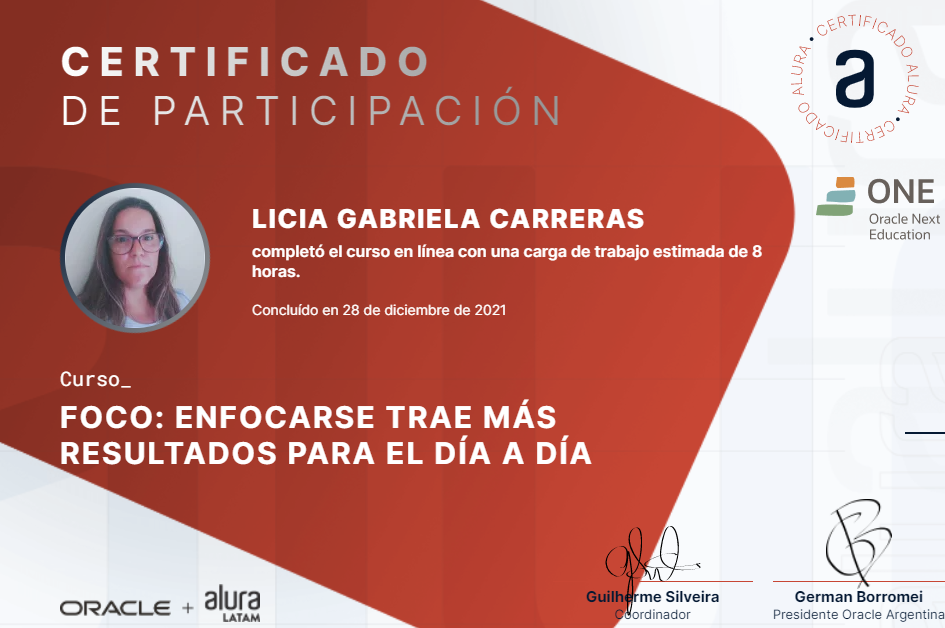 CERTIFICADO
DE PARTICIPACIÓN
CERTIFICADO ALURA • CERTIFICADO ALURA •
a
ONE
Oracle Next
Education
LICIA GABRIELA CARRERAS
completó el curso en línea con una carga de trabajo estimada de 8
horas.
Concluído en 28 de diciembre de 2021
Curso_
FOCO: ENFOCARSE TRAE MÁS
RESULTADOS PARA EL DÍA A DÍA
ORACLE + alura
LATAM
Guilherme Silveira
Coordinador
German Borromei
Presidente Oracle Argentina